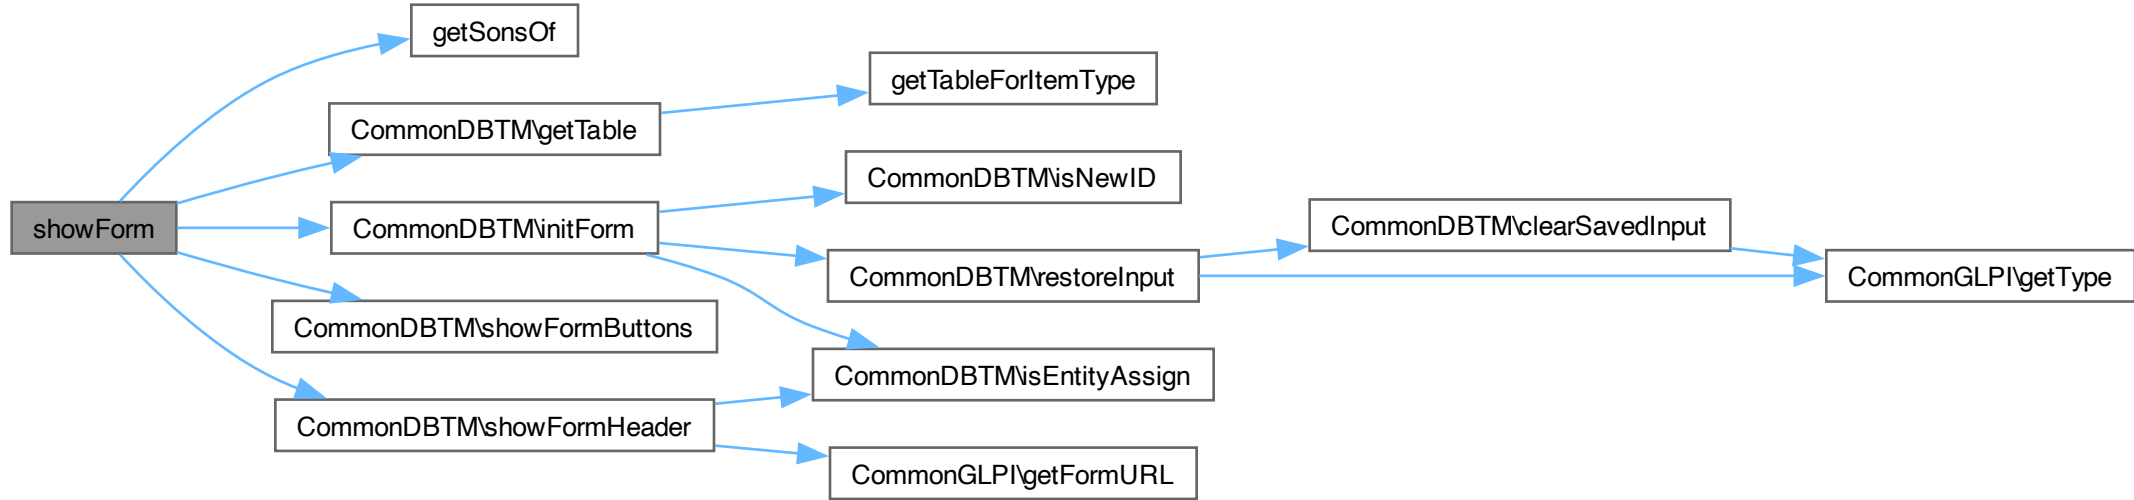 showForm
getSonsOf
CommonDBTM\getTable
CommonDBTM\initForm
CommonDBTM\showFormButtons
CommonDBTM\showFormHeader
getTableForItemType
CommonDBTM\isNewID
CommonDBTM\restoreInput
CommonDBTM\isEntityAssign
CommonGLPI\getFormURL
CommonDBTM\clearSavedInput
CommonGLPI\getType